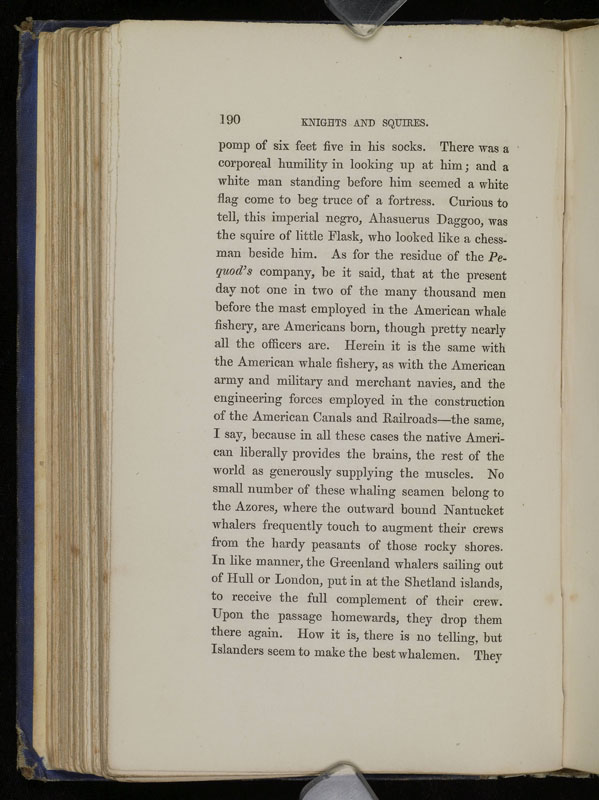 190 KNIGHTS AND SQUIRES.
pomp of six feet five in his socks. There was a
corporeal humility in looking up at him; and a
white man standing before him seemed a white
flag come to beg truce of a fortress. Curious to
tell, this imperial negro, Ahasuerus Daggoo, was
the squire of little Flask, who looked like a chess-
man beside him. As for the residue of the Pe-
quod's company, be it said, that at the present
day not one in two of the many thousand men
before the mast employed in the American whale
fishery, are Americans born, though pretty nearly
all the officers are. Herein it is the same with
the American whale fishery, as with the American
army and military and merchant navies, and the
engineering forces employed in the construction
of the American Canals and Railroads—the same,
I say, because in all these cases the native Ameri-
can liberally provides the brains, the rest of the
world as generously supplying the muscles. No
small number of these whaling seamen belong to
the Azores, where the outward bound Nantucket
whalers frequently touch to augment their crews
from the hardy peasants of those rocky shores.
In like manner, the Greenland whalers sailing out
of Hull or London, put in at the Shetland islands,
to receive the full complement of their crew.
Upon the passage homewards, they drop them
there again. How it is, there is no telling, but
Islanders seem to make the best whalemen. They